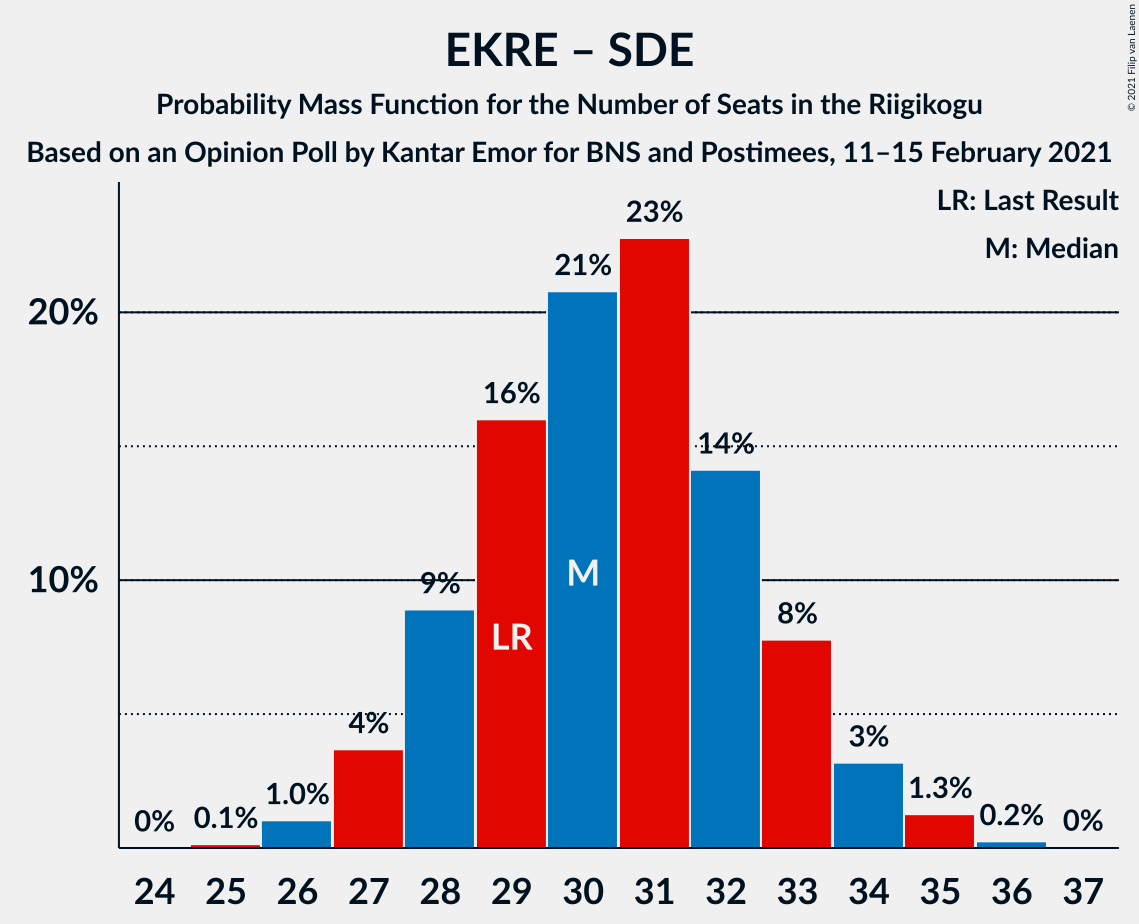 © 2021 Filip van Laenen
EKRE – SDE
Probability Mass Function for the Number of Seats in the Riigikogu
Based on an Opinion Poll by Kantar Emor for BNS and Postimees, 11–15 February 2021
LR: Last Result
M: Median
20%
10%
0%
0.1%
1.0%
4%
9%
16%
21%
23%
14%
8%
3%
1.3%
0.2%
0%
LR
M
24 25 26 27 28 29 30 31 32 33 34 35 36 37